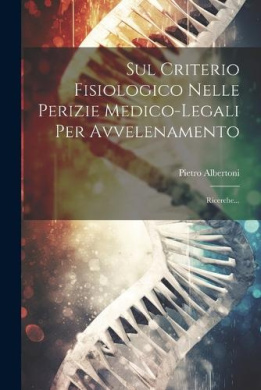 Sul Criterio
Fisiologico Nelle
Perizie Medico-Legali
Per Avvelenamento
Pietro Albertoni
Ricerche...